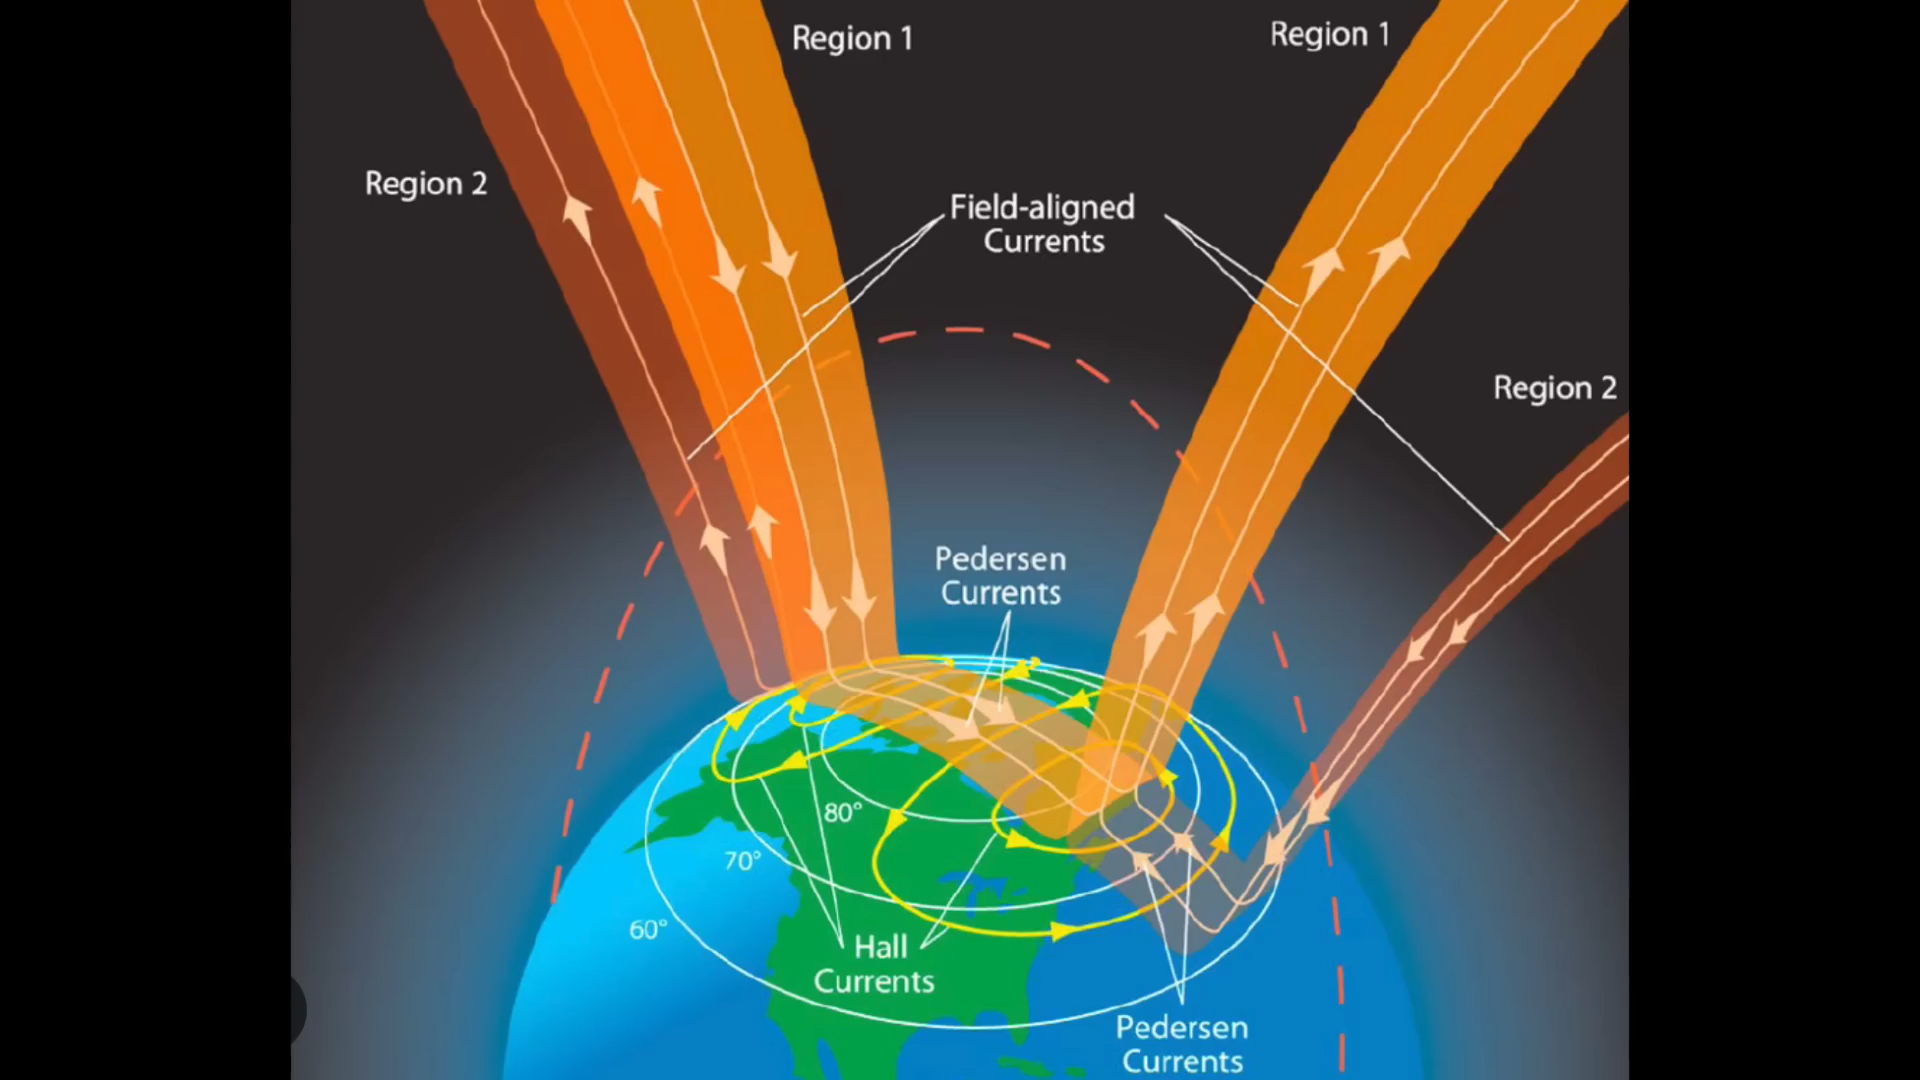 Region 1
Region 1
Region 2
Field-aligned
Currents
Region 2
Pedersen
Currents
80°
70°
60°
Hall
Currents
Pedersen
Currents